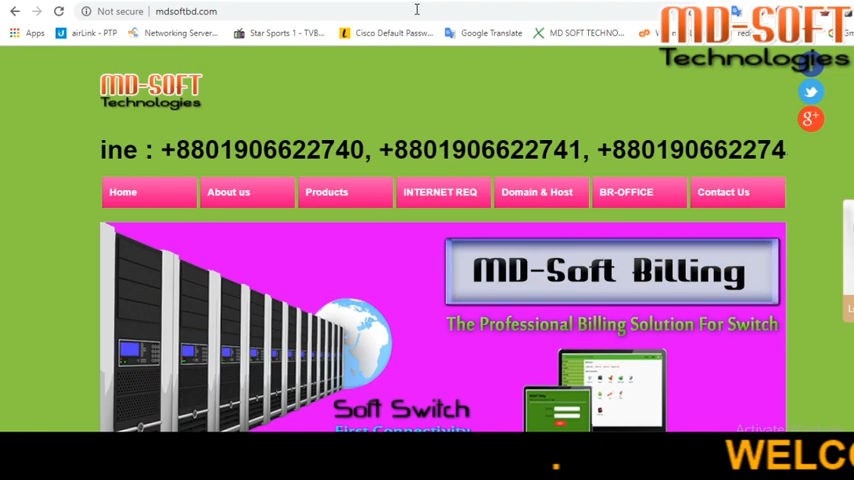 Not secure | mdsoftbd.com
Apps airLink - PTP Networking Server... Star Sports 1 - TVB... Cisco Default Passw... Google Translate MD SOFT TECHNO...
MD-SOFT
Technologies
MD-SOFT
Technologies
ine : +8801906622740, +8801906622741, +880190662274
Home About us Products INTERNET REQ Domain & Host BR-OFFICE Contact Us
MD-Soft Billing
The Professional Billing Solution For Switch
Soft Switch
First Connectivity
. WELCO